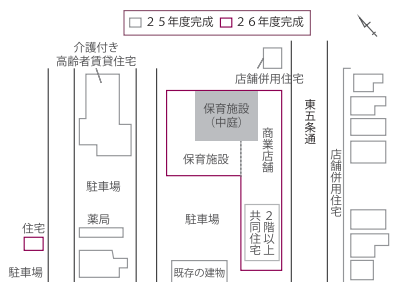 ２５年度完成 ２６年度完成
介護付き
高齢者賃貸住宅
店舗併用住宅
保育施設
(中庭)
商業店舗
東五条通
保育施設
店舗併用住宅
駐車場
薬局
駐車場
２階以上
共同住宅
住宅
駐車場
既存の建物